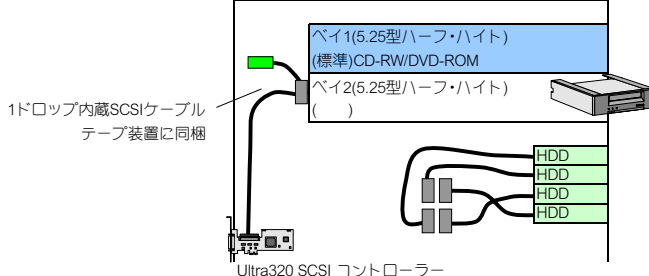 ベイ1(5.25型ハーフ･ハイト)
(標準)CD-RW/DVD-ROM
ベイ2(5.25型ハーフ･ハイト)
(　　)
1ドロップ内蔵SCSIケーブル
テープ装置に同梱
HDD
HDD
HDD
HDD
Ultra320 SCSI コントローラー